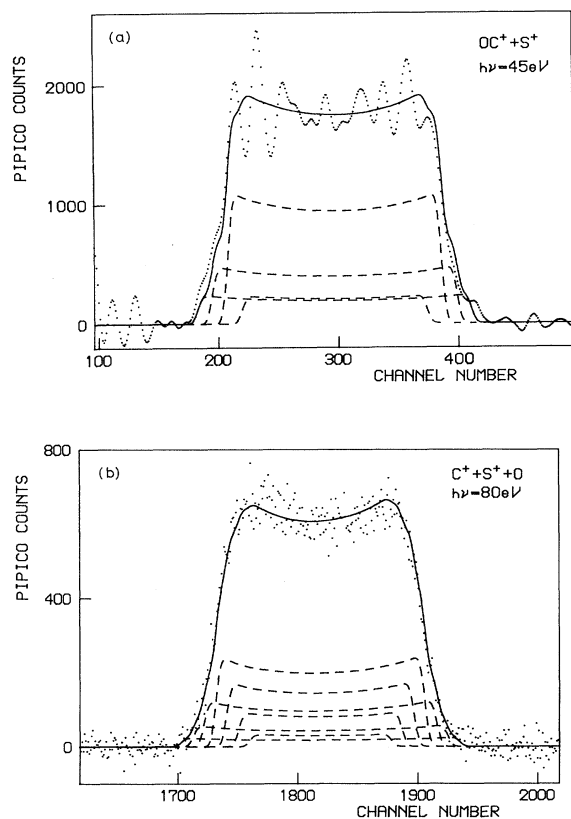 (a)
OC⁺+S⁺
hν=45eV
PIPICO COUNTS
2000
1000
0
100
200
300
400
CHANNEL NUMBER
(b)
C⁺+S⁺+O
hν=80eV
PIPICO COUNTS
800
400
0
1700
1800
1900
2000
CHANNEL NUMBER